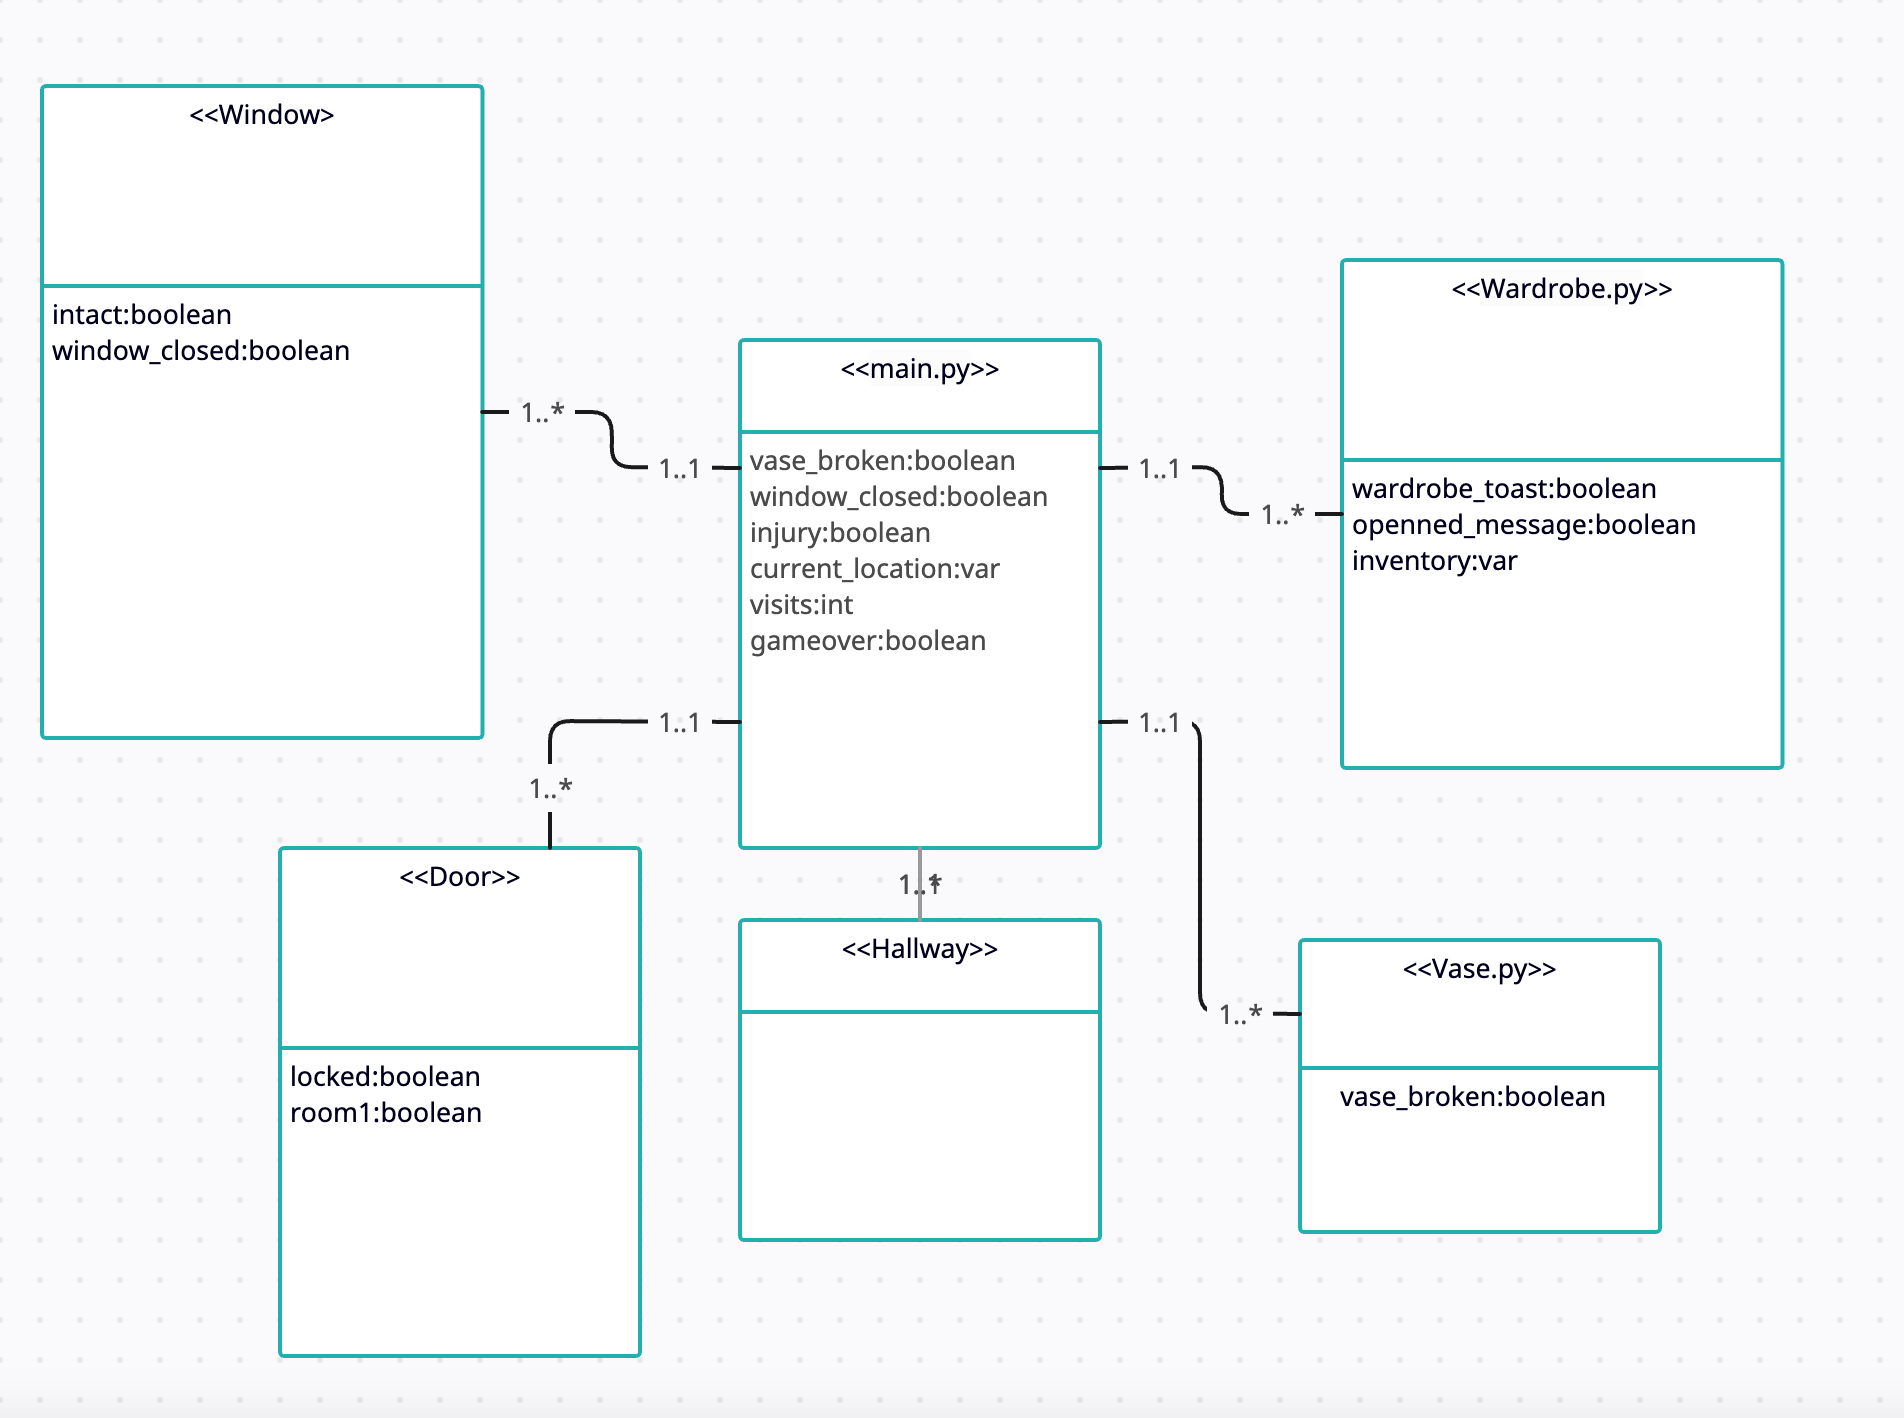 <<Window>
intact:boolean
window_closed:boolean
1..*
1..1
<<main.py>>
vase_broken:boolean
window_closed:boolean
injury:boolean
current_location:var
visits:int
gameover:boolean
1..1
1..*
<<Wardrobe.py>>
wardrobe_toast:boolean
openned_message:boolean
inventory:var
1..1
1..*
<<Door>>
locked:boolean
room1:boolean
<<Hallway>>
1..1
1..*
<<Vase.py>>
vase_broken:boolean